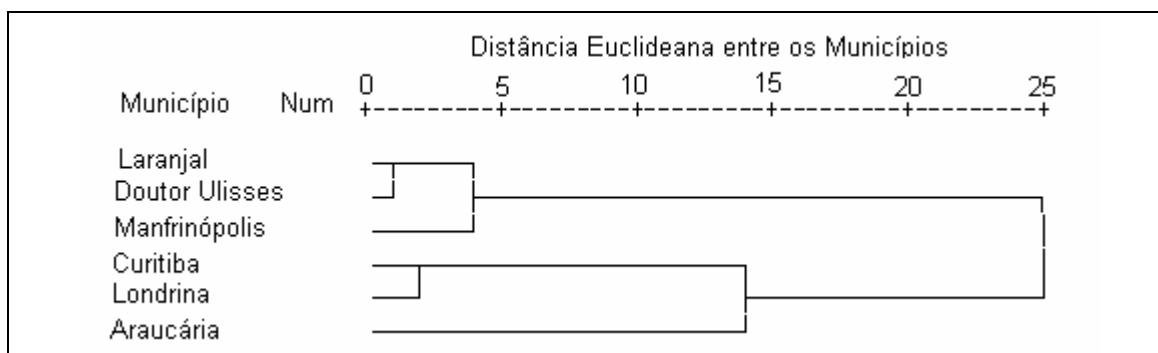 Distância Euclideana entre os Municípios
0 5 10 15 20 25
Município Num +---------+---------+---------+---------+---------+
Laranjal
Doutor Ulisses
Manfrinópolis
Curitiba
Londrina
Araucária